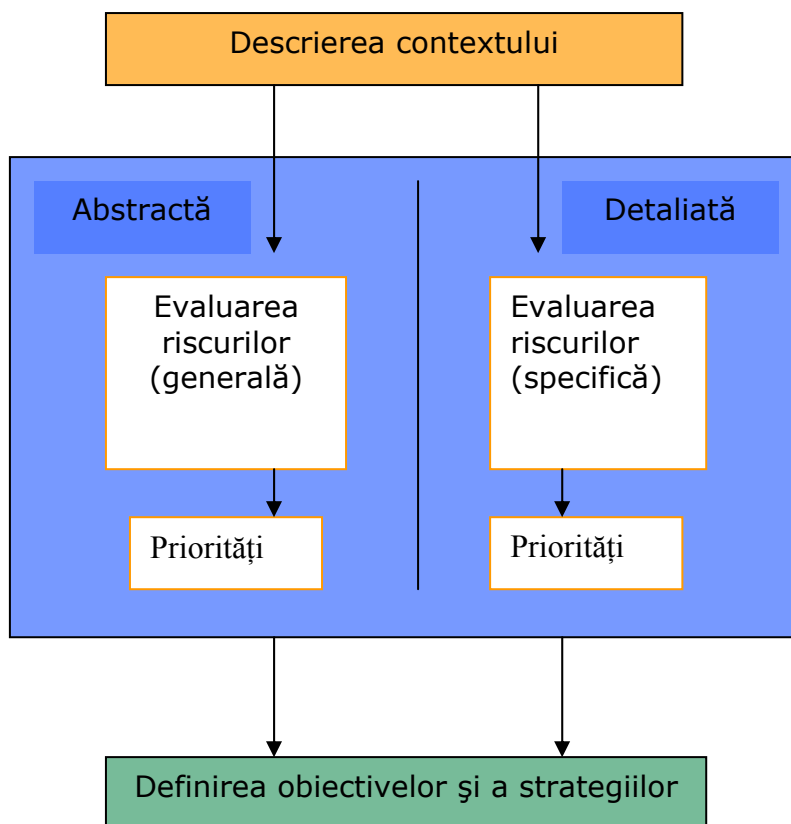 Descrierea contextului
Abstractă
Detaliată
Evaluarea
riscurilor
(generală)
Evaluarea
riscurilor
(specifică)
Priorități
Priorități
Definirea obiectivelor şi a strategiilor